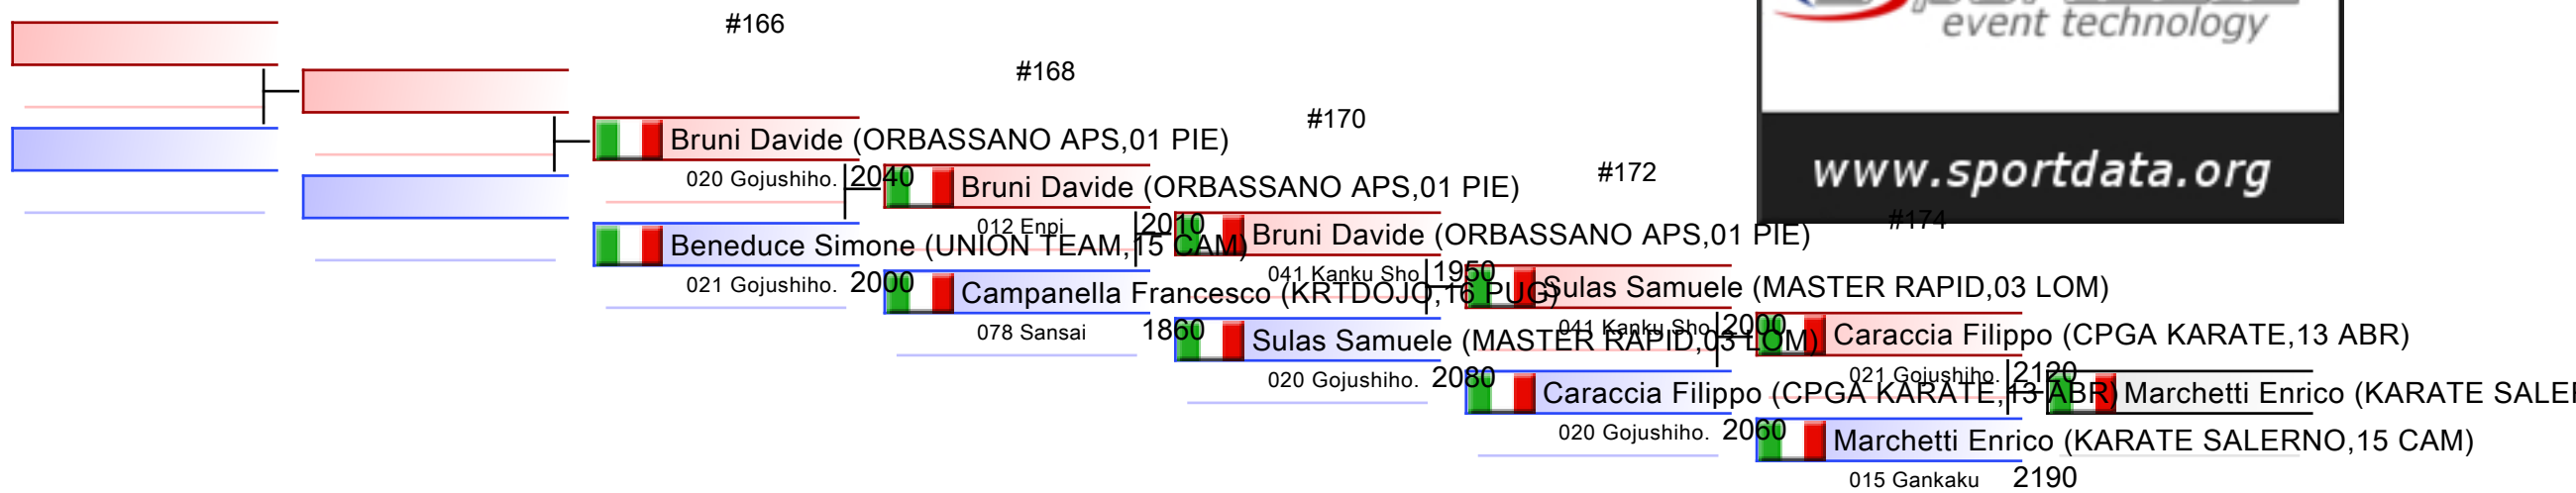 event technology
www.sportdata.org
#166
#168
#170
#172
#174
Bruni Davide (ORBASSANO APS,01 PIE)
020 Gojushiho. 2040
Beneduce Simone (UNION TEAM,15 CAM)
021 Gojushiho. 2000
Bruni Davide (ORBASSANO APS,01 PIE)
012 Enpi 2010
Campanella Francesco (KRTDOJO,16 PUG)
078 Sansai 1860
Bruni Davide (ORBASSANO APS,01 PIE)
041 Kanku Sho 1950
Sulas Samuele (MASTER RAPID,03 LOM)
020 Gojushiho. 2080
Sulas Samuele (MASTER RAPID,03 LOM)
041 Kanku Sho 2000
Caraccia Filippo (CPGA KARATE,13 ABR)
020 Gojushiho. 2060
Caraccia Filippo (CPGA KARATE,13 ABR)
021 Gojushiho. 2120
Marchetti Enrico (KARATE SALERNO,15 CAM)
015 Gankaku 2190
Marchetti Enrico (KARATE SALE